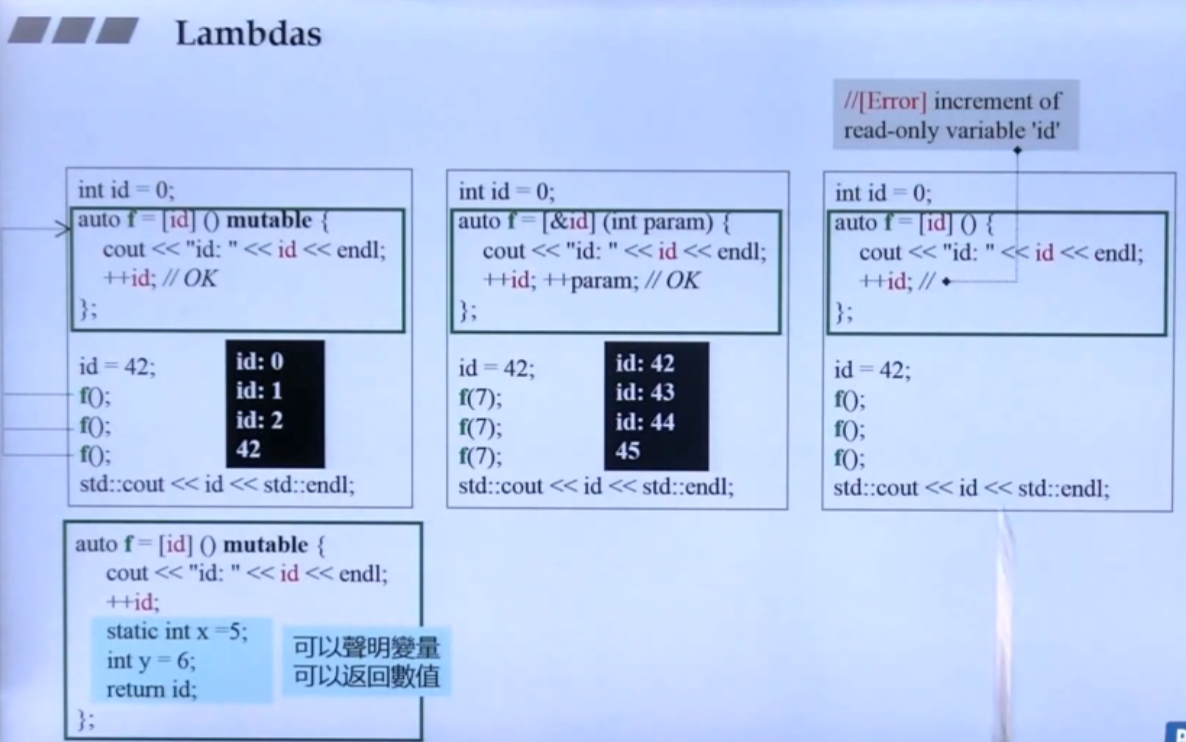 Lambdas
//[Error] increment of
read-only variable 'id'
int id = 0;
auto f = [id] () mutable {
cout << "id: " << id << endl;
++id; // OK
};
id = 42;
f();
f();
f();
std::cout << id << std::endl;
id: 0
id: 1
id: 2
42
int id = 0;
auto f = [&id] (int param) {
cout << "id: " << id << endl;
++id; ++param; // OK
};
id = 42;
f(7);
f(7);
f(7);
std::cout << id << std::endl;
id: 42
id: 43
id: 44
45
int id = 0;
auto f = [id] () {
cout << "id: " << id << endl;
++id; //
};
id = 42;
f();
f();
f();
std::cout << id << std::endl;
auto f = [id] () mutable {
cout << "id: " << id << endl;
++id;
static int x =5;
int y = 6;
return id;
};
可以聲明變量
可以返回數值